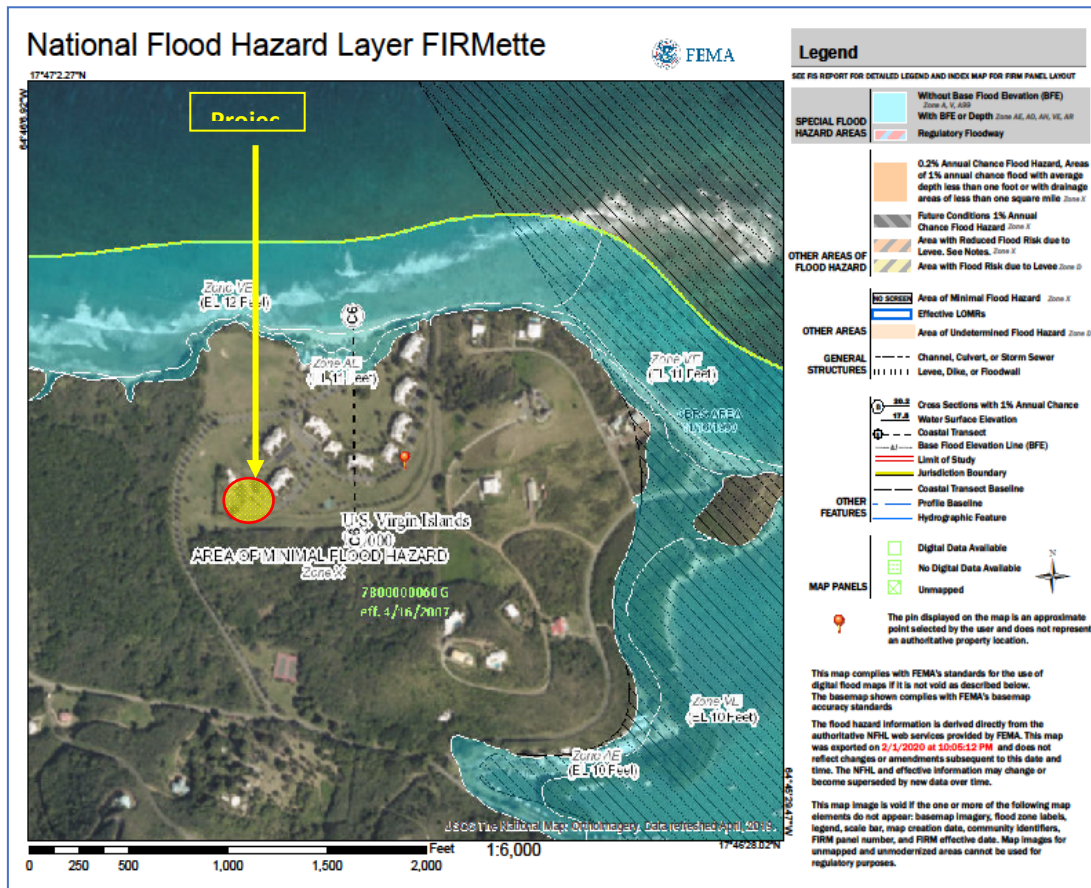 National Flood Hazard Layer FIRMette
FEMA
17°47'2.27"N
64°46'6.92"W
Projec
Zone VE
(EL 12 Feet)
C6
Zone AE
(EL 11 Feet)
Zone VE
(EL 11 Feet)
CBRS AREA
U.S. Virgin Islands
C6
AREA OF MINIMAL FLOOD HAZARD
Zone X
7800000060G
eff. 4/16/2007
(EL 10 Feet)
Zone AE
(EL 10 Feet)
USGS The National Map: Orthoimagery. Data refreshed April, 2019.
64°45'29.47"W
17°46'28.02"N
0 250 500 1,000 1,500 2,000
Feet
1:6,000
Legend
SEE FIS REPORT FOR DETAILED LEGEND AND INDEX MAP FOR FIRM PANEL LAYOUT
SPECIAL FLOOD
HAZARD AREAS
Without Base Flood Elevation (BFE)
Zone A, V, A99
With BFE or Depth Zone AE, AO, AH, VE, AR
Regulatory Floodway
OTHER AREAS OF
FLOOD HAZARD
0.2% Annual Chance Flood Hazard, Areas
of 1% annual chance flood with average
depth less than one foot or with drainage
areas of less than one square mile Zone X
Future Conditions 1% Annual
Chance Flood Hazard Zone X
Area with Reduced Flood Risk due to
Levee. See Notes. Zone X
Area with Flood Risk due to Levee Zone D
OTHER AREAS
NO SCREEN Area of Minimal Flood Hazard Zone X
Effective LOMRs
Area of Undetermined Flood Hazard Zone D
GENERAL
STRUCTURES
Channel, Culvert, or Storm Sewer
Levee, Dike, or Floodwall
OTHER
FEATURES
B 20.2 Cross Sections with 1% Annual Chance
17.5 Water Surface Elevation
Coastal Transect
Base Flood Elevation Line (BFE)
Limit of Study
Jurisdiction Boundary
Coastal Transect Baseline
Profile Baseline
Hydrographic Feature
MAP PANELS
Digital Data Available
No Digital Data Available
Unmapped
N
The pin displayed on the map is an approximate
point selected by the user and does not represent
an authoritative property location.
This map complies with FEMA's standards for the use of
digital flood maps if it is not void as described below.
The basemap shown complies with FEMA's basemap
accuracy standards
The flood hazard information is derived directly from the
authoritative NFHL web services provided by FEMA. This map
was exported on 2/1/2020 at 10:05:12 PM and does not
reflect changes or amendments subsequent to this date and
time. The NFHL and effective information may change or
become superseded by new data over time.
This map image is void if the one or more of the following map
elements do not appear: basemap imagery, flood zone labels,
legend, scale bar, map creation date, community identifiers,
FIRM panel number, and FIRM effective date. Map images for
unmapped and unmodernized areas cannot be used for
regulatory purposes.